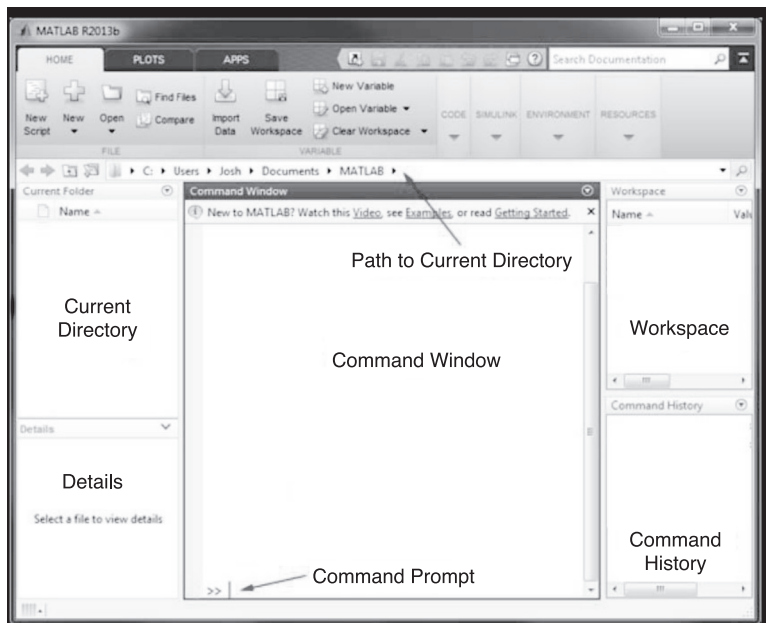 MATLAB R2013b
HOME PLOTS APPS Search Documentation
New Script
New
Open
Find Files
Compare
Import Data
Save Workspace
New Variable
Open Variable
Clear Workspace
CODE SIMULINK ENVIRONMENT RESOURCES
FILE VARIABLE
C: Users Josh Documents MATLAB
Current Folder
Name
Command Window
New to MATLAB? Watch this Video, see Examples, or read Getting Started.
Workspace
Name Valu
Path to Current Directory
Current
Directory
Command Window
Workspace
Command History
Details
Details
Select a file to view details
Command
History
Command Prompt
>>